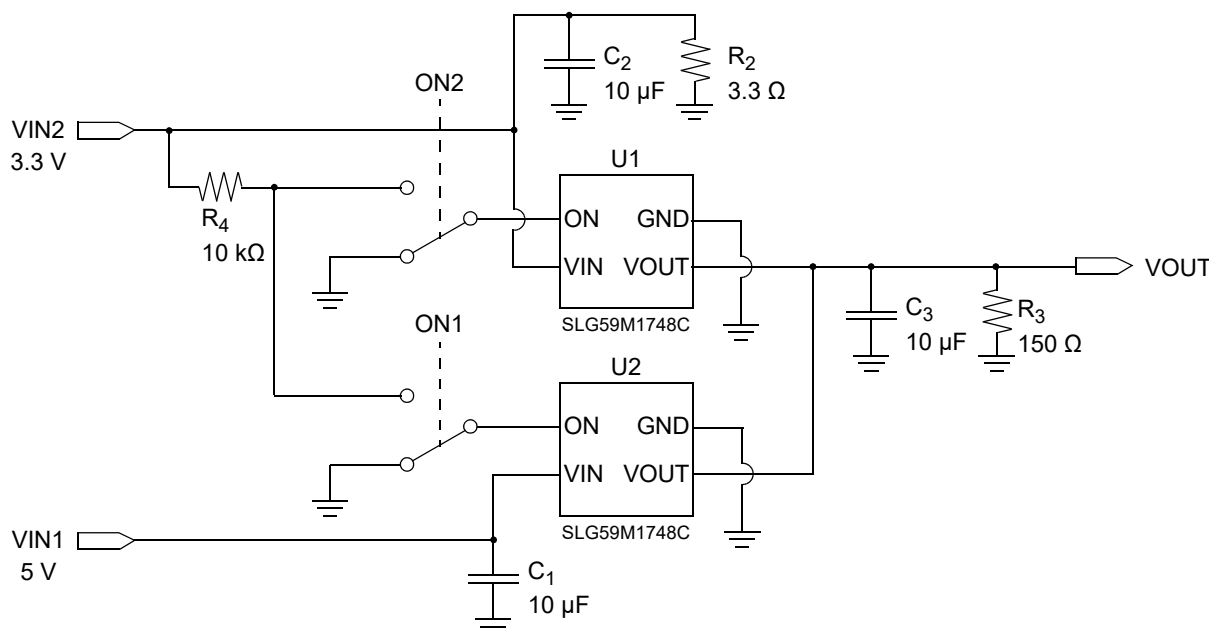 C2
10 µF
R2
3.3 Ω
ON2
VIN2
3.3 V
U1
R4
10 kΩ
ON
GND
VIN
VOUT
SLG59M1748C
VOUT
C3
10 µF
R3
150 Ω
ON1
U2
ON
GND
VIN
VOUT
SLG59M1748C
VIN1
5 V
C1
10 µF